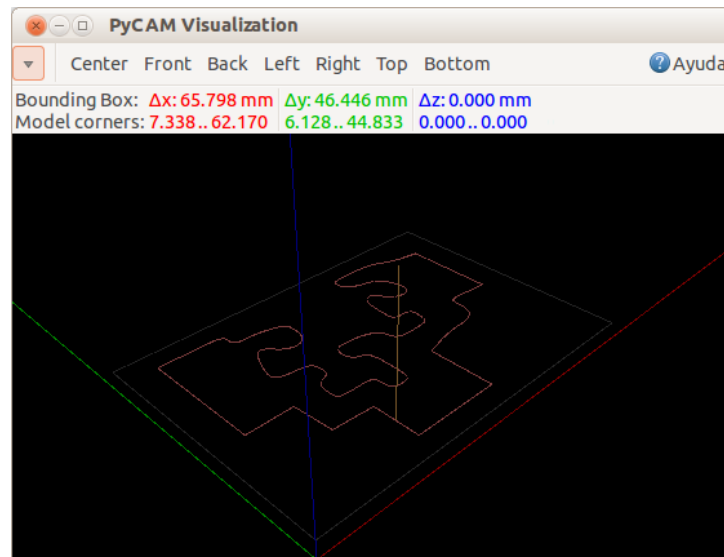 PyCAM Visualization
Center Front Back Left Right Top Bottom Ayuda
Bounding Box: Δx: 65.798 mm Δy: 46.446 mm Δz: 0.000 mm
Model corners: 7.338 .. 62.170 6.128 .. 44.833 0.000 .. 0.000